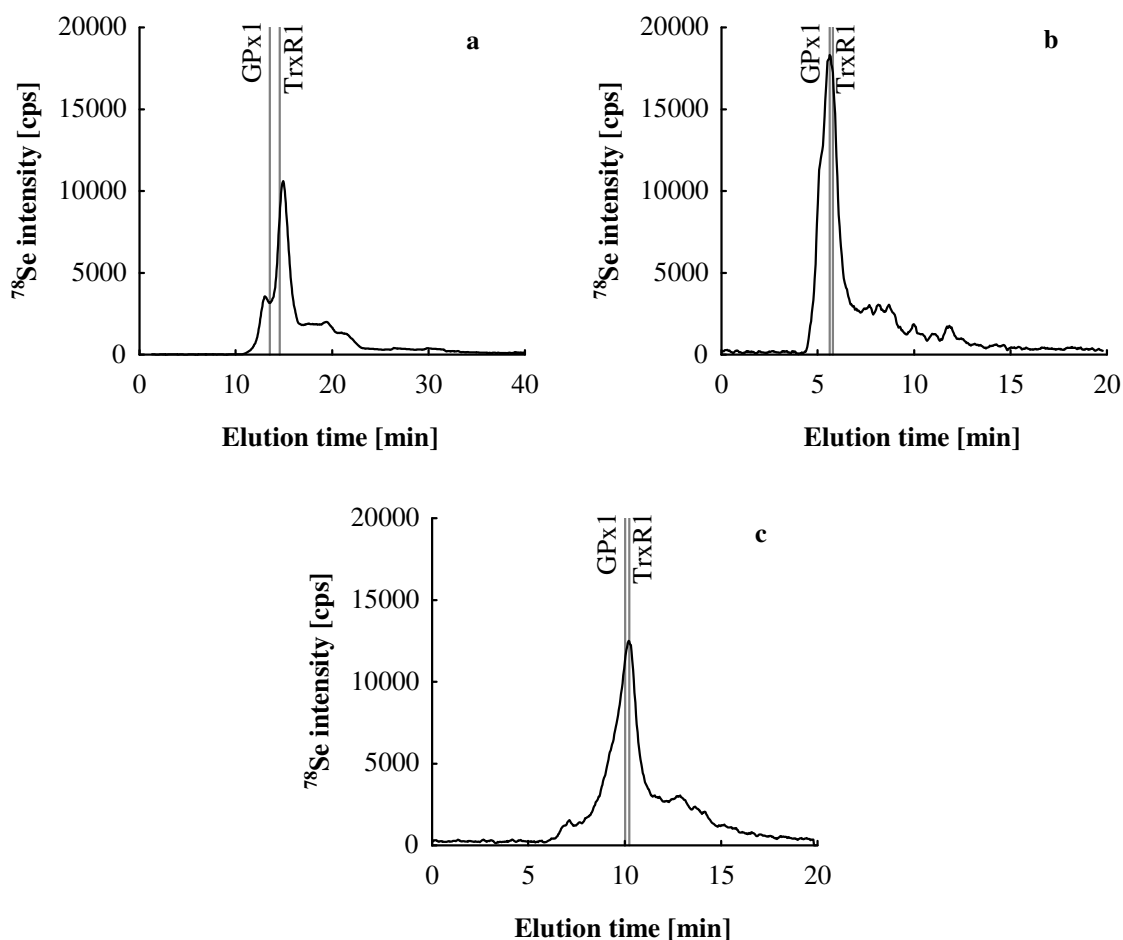 a
GPx1
TrxR1
⁷⁸Se intensity [cps]
20000
15000
10000
5000
0
0 10 20 30 40
Elution time [min]
b
GPx1
TrxR1
⁷⁸Se intensity [cps]
20000
15000
10000
5000
0
0 5 10 15 20
Elution time [min]
c
GPx1
TrxR1
⁷⁸Se intensity [cps]
20000
15000
10000
5000
0
0 5 10 15 20
Elution time [min]